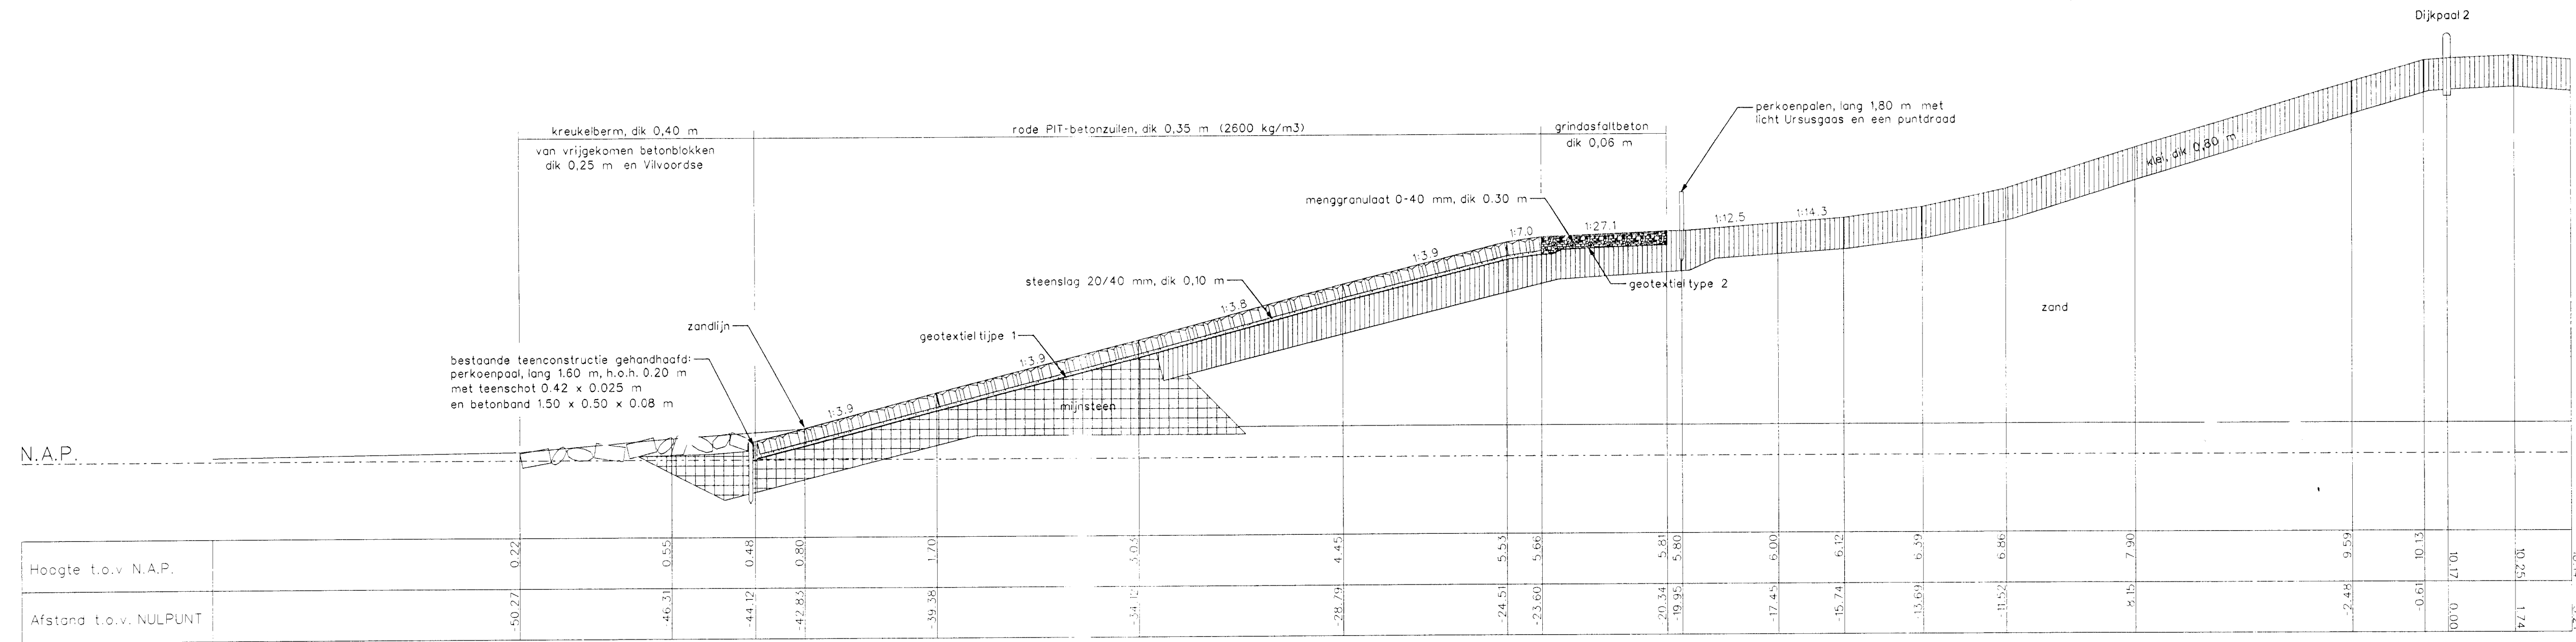 Dijkpaal 2
perkoenpalen, lang 1,80 m met
licht Ursusgaas en een puntdraad
kreukelberm, dik 0,40 m
van vrijgekomen betonblokken
dik 0,25 m en Vilvoordse
rode PIT-betonzuilen, dik 0,35 m (2600 kg/m3)
grindasfaltbeton
dik 0,06 m
klei, dik 0,80 m
menggranulaat 0-40 mm, dik 0.30 m
1:7.0
1:27.1
1:12.5
1:14.3
1:3.9
steenslag 20/40 mm, dik 0,10 m
geotextiel type 2
1:3.8
zand
zandlijn
geotextiel tijpe 1
1:3.9
bestaande teenconstructie gehandhaafd:
perkoenpaal, lang 1.60 m, h.o.h. 0.20 m
met teenschot 0.42 x 0.025 m
en betonband 1.50 x 0.50 x 0.08 m
1:3.9
mijnsteen
N.A.P.
Hoogte t.o.v N.A.P.
0.22
0.55
0.48
0.80
1.70
3.03
4.45
5.53
5.66
5.81
5.80
6.00
6.12
6.39
6.86
7.90
9.59
10.13
10.17
10.25
Afstand t.o.v. NULPUNT
-50.27
-46.31
-44.12
-42.83
-39.38
-34.12
-28.79
-24.51
-23.60
-20.34
-19.95
-17.45
-15.74
-13.69
-11.52
-8.15
-2.48
-0.61
0.00
1.74